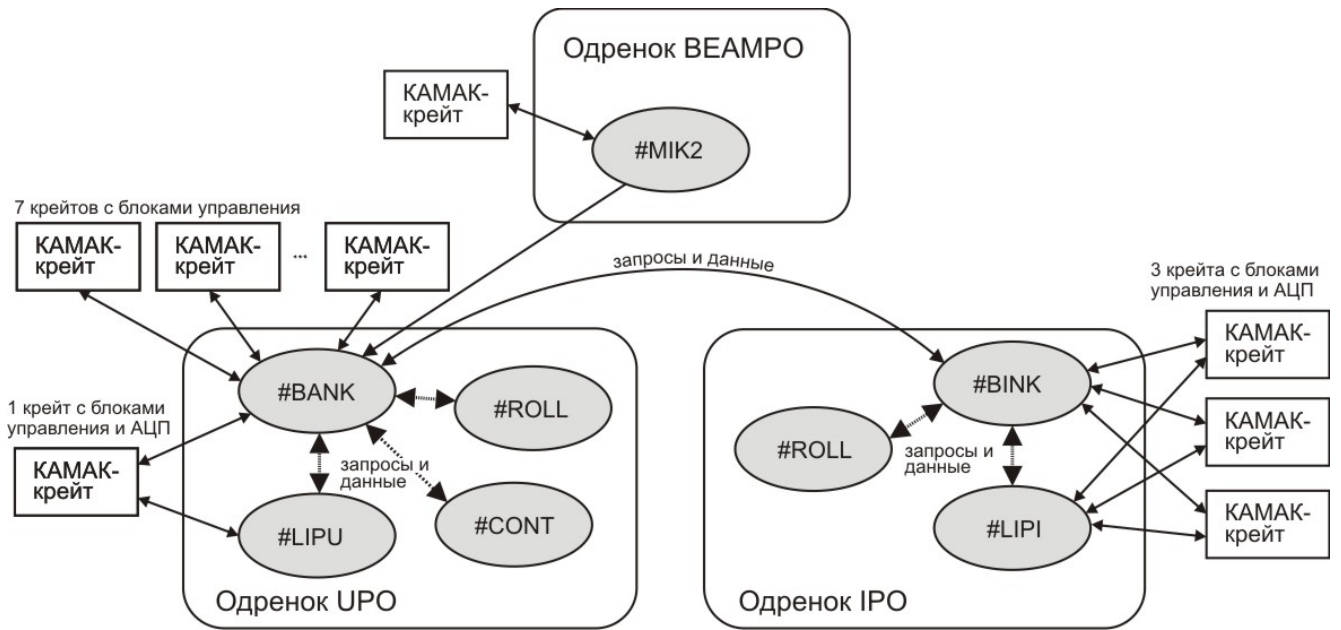 Одренок BEAMPO
КАМАК-
крейт
#MIK2
7 крейтов с блоками управления
КАМАК-
крейт
КАМАК-
крейт
...
КАМАК-
крейт
запросы и данные
3 крейта с блоками
управления и АЦП
КАМАК-
крейт
#BANK
#ROLL
1 крейт с блоками
управления и АЦП
КАМАК-
крейт
запросы и
данные
#LIPU
#CONT
Одренок UPO
#BINK
#ROLL
запросы и
данные
#LIPI
КАМАК-
крейт
КАМАК-
крейт
Одренок IPO